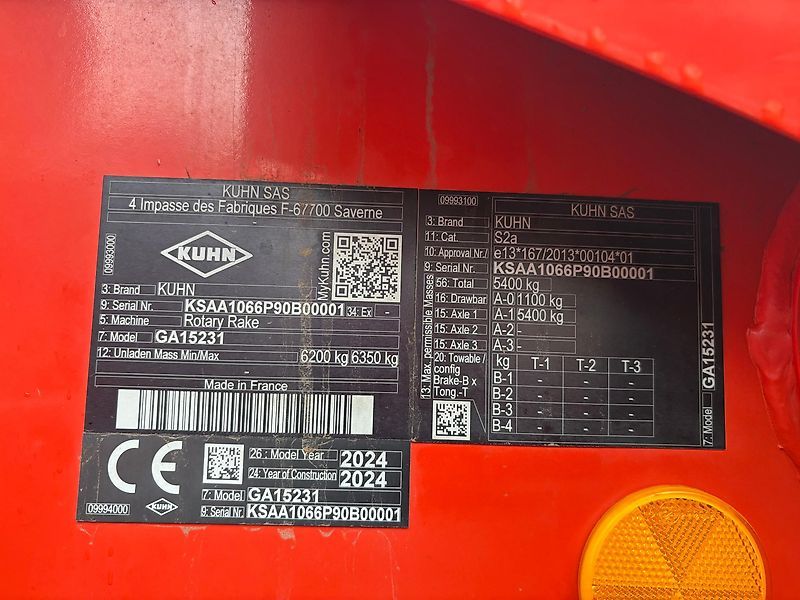 KUHN SAS
4 Impasse des Fabriques F-67700 Saverne
09993000
KUHN
MyKuhn.com
3: Brand KUHN
9: Serial Nr. KSAA1066P90B00001 34: Ex -
5: Machine Rotary Rake
7: Model GA15231
12: Unladen Mass Min/Max 6200 kg 6350 kg
Made in France
CE
KUHN
09994000
26: Model Year 2024
24: Year of Construction 2024
7: Model GA15231
9: Serial Nr. KSAA1066P90B00001
09993100
KUHN SAS
3: Brand KUHN
11: Cat. S2a
10: Approval Nr./ e13*167/2013*00104*01
9: Serial Nr. KSAA1066P90B00001
13: Max. permissible Masses
56: Total 5400 kg
16: Drawbar A-0 1100 kg
15: Axle 1 A-1 5400 kg
15: Axle 2 A-2 -
15: Axle 3 A-3 -
20: Towable / kg T-1 T-2 T-3
config B-1 - - -
Brake-B x B-2 - - -
Tong.-T B-3 - - -
B-4 - - -
7: Model GA15231